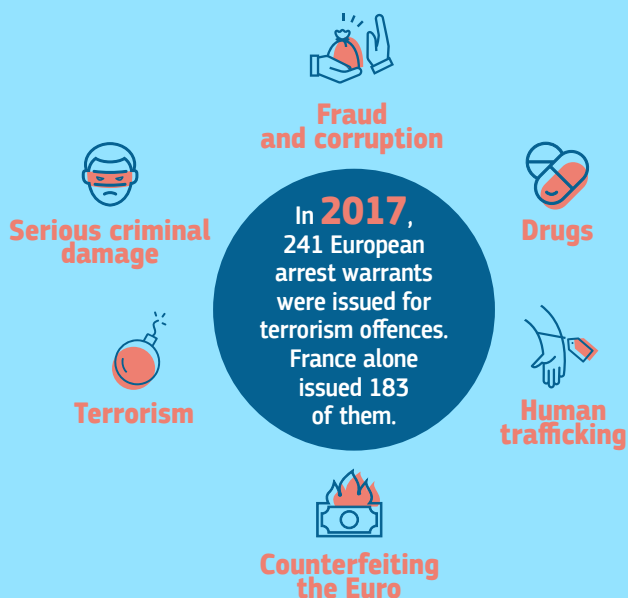 Fraud
and corruption
Serious criminal
damage
Drugs
In 2017,
241 European
arrest warrants
were issued for
terrorism offences.
France alone
issued 183
of them.
Terrorism
Human
trafficking
Counterfeiting
the Euro